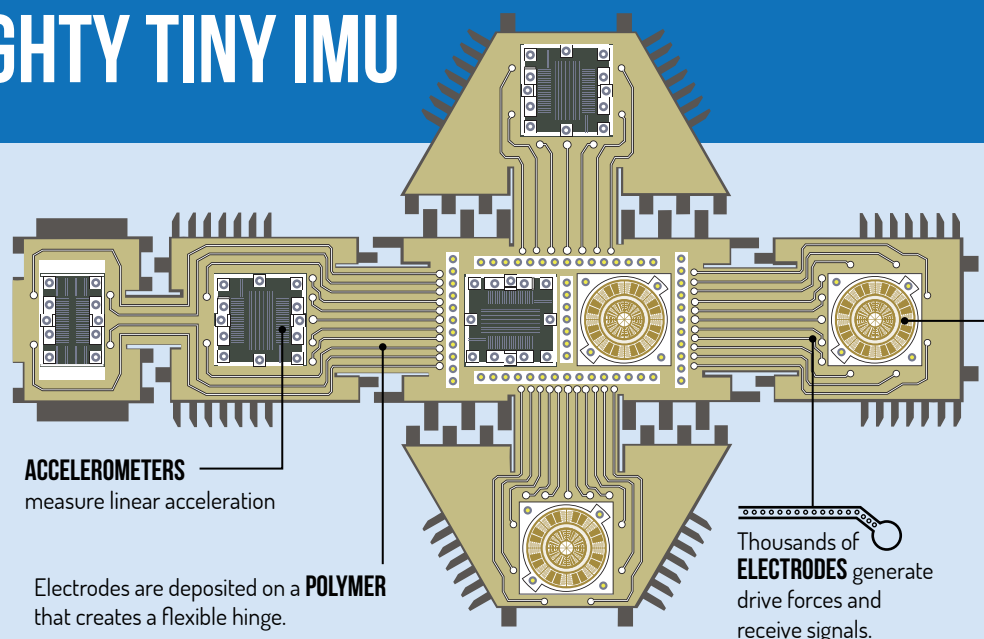 GHTY TINY IMU
ACCELEROMETERS
measure linear acceleration
Electrodes are deposited on a POLYMER
that creates a flexible hinge.
Thousands of
ELECTRODES generate
drive forces and
receive signals.